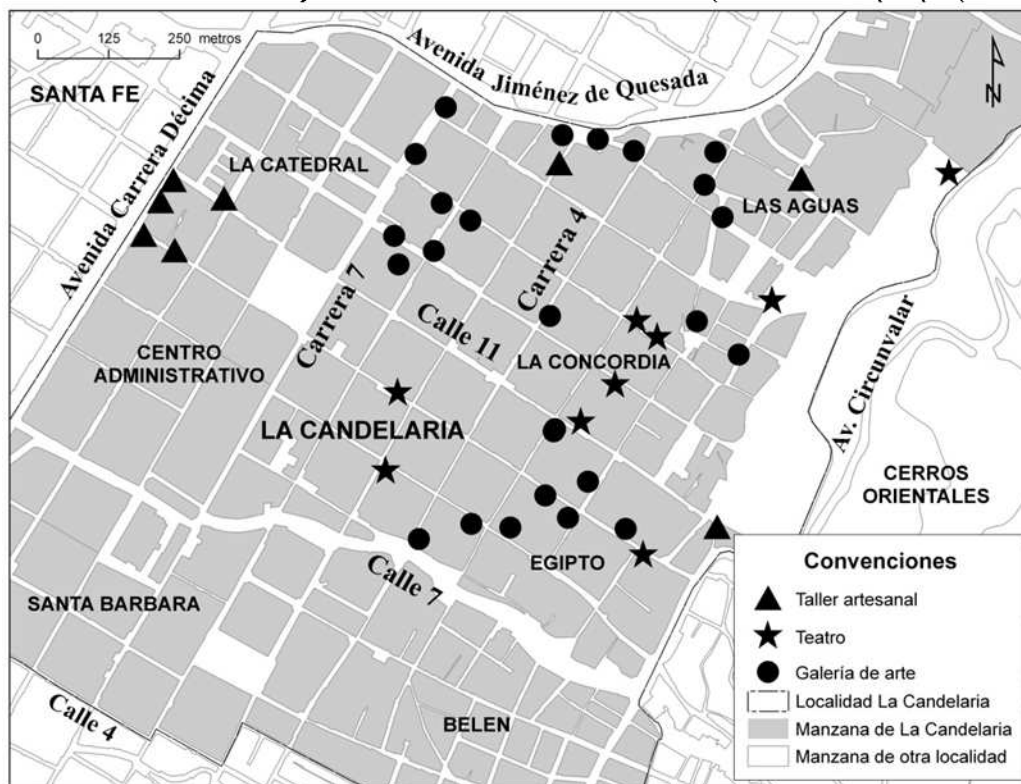 0 125 250 metros
Avenida Jiménez de Quesada
N
SANTA FE
Avenida Carrera Décima
LA CATEDRAL
LAS AGUAS
Carrera 4
Carrera 7
Calle 11
Av. Circunvalar
CENTRO
ADMINISTRATIVO
LA CONCORDIA
LA CANDELARIA
CERROS
ORIENTALES
EGIPTO
Calle 7
SANTA BARBARA
BELEN
Calle 4
Convenciones
Taller artesanal
Teatro
Galería de arte
Localidad La Candelaria
Manzana de La Candelaria
Manzana de otra localidad